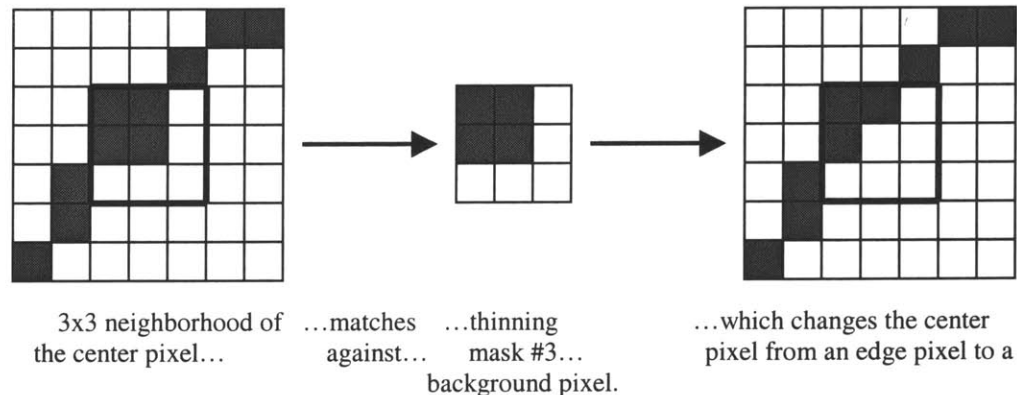 3x3 neighborhood of …matches …thinning …which changes the center
the center pixel… against… mask #3… pixel from an edge pixel to a
background pixel.